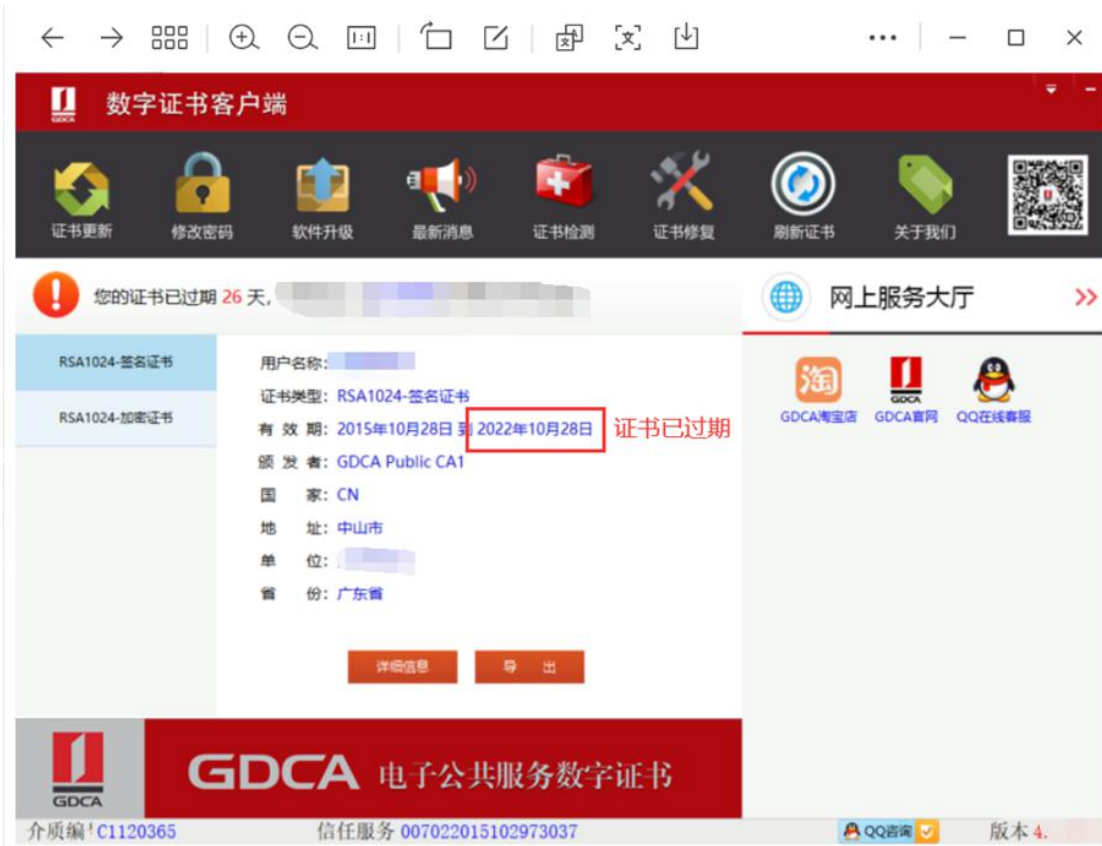 1:1
GDCA 数字证书客户端
证书更新 修改密码 软件升级 最新消息 证书检测 证书修复 刷新证书 关于我们
您的证书已过期 26 天,
网上服务大厅 >>
RSA1024-签名证书
RSA1024-加密证书
用户名称:
证书类型: RSA1024-签名证书
有 效 期: 2015年10月28日 到 2022年10月28日 证书已过期
颁 发 者: GDCA Public CA1
国 家: CN
地 址: 中山市
单 位:
省 份: 广东省
详细信息 导 出
淘 GDCA
GDCA淘宝店 GDCA官网 QQ在线客服
GDCA GDCA 电子公共服务数字证书
介质编 C1120365 信任服务 007022015102973037 QQ咨询 版本 4.